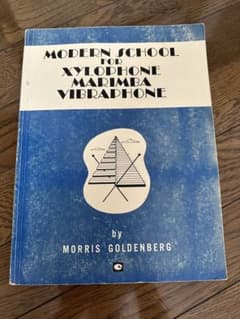 MODERN SCHOOL
FOR
XYLOPHONE
MARIMBA
VIBRAPHONE
by
MORRIS GOLDENBERG